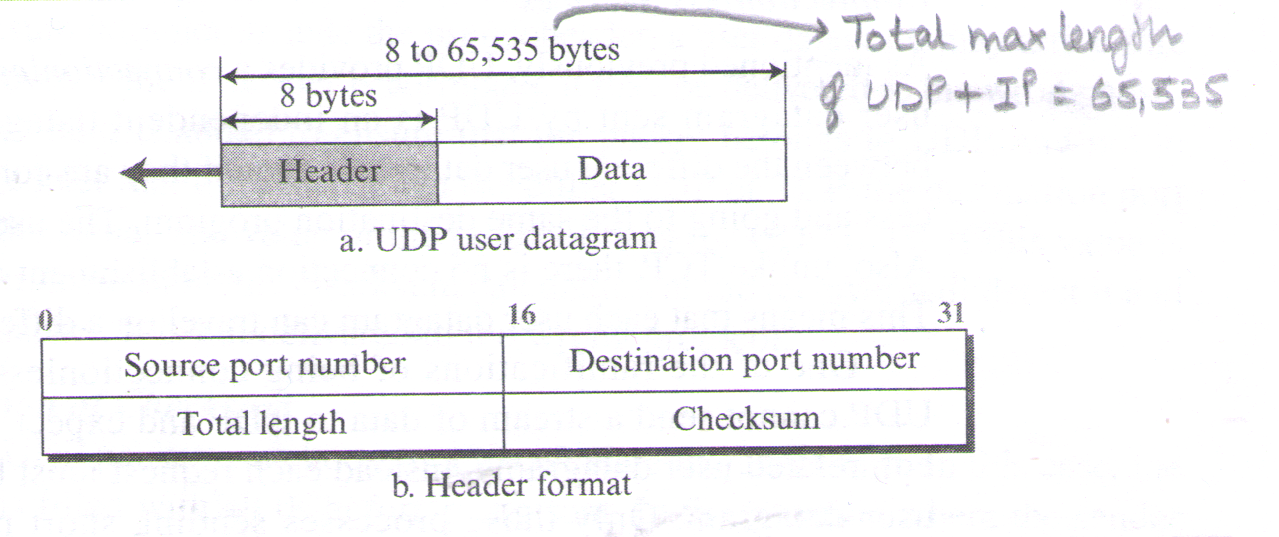 8 to 65,535 bytes
Total max length
of UDP + IP = 65,535
8 bytes
Header
Data
a. UDP user datagram
0
16
31
Source port number
Destination port number
Total length
Checksum
b. Header format